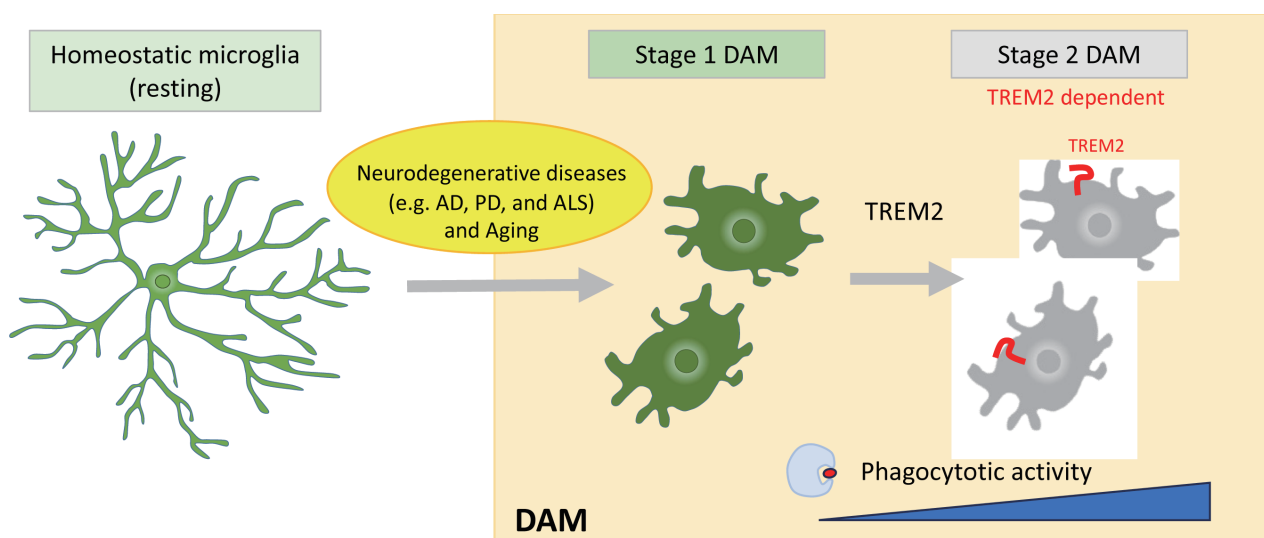 Homeostatic microglia
(resting)
Stage 1 DAM
Stage 2 DAM
TREM2 dependent
TREM2
Neurodegenerative diseases
(e.g. AD, PD, and ALS)
and Aging
TREM2
Phagocytotic activity
DAM